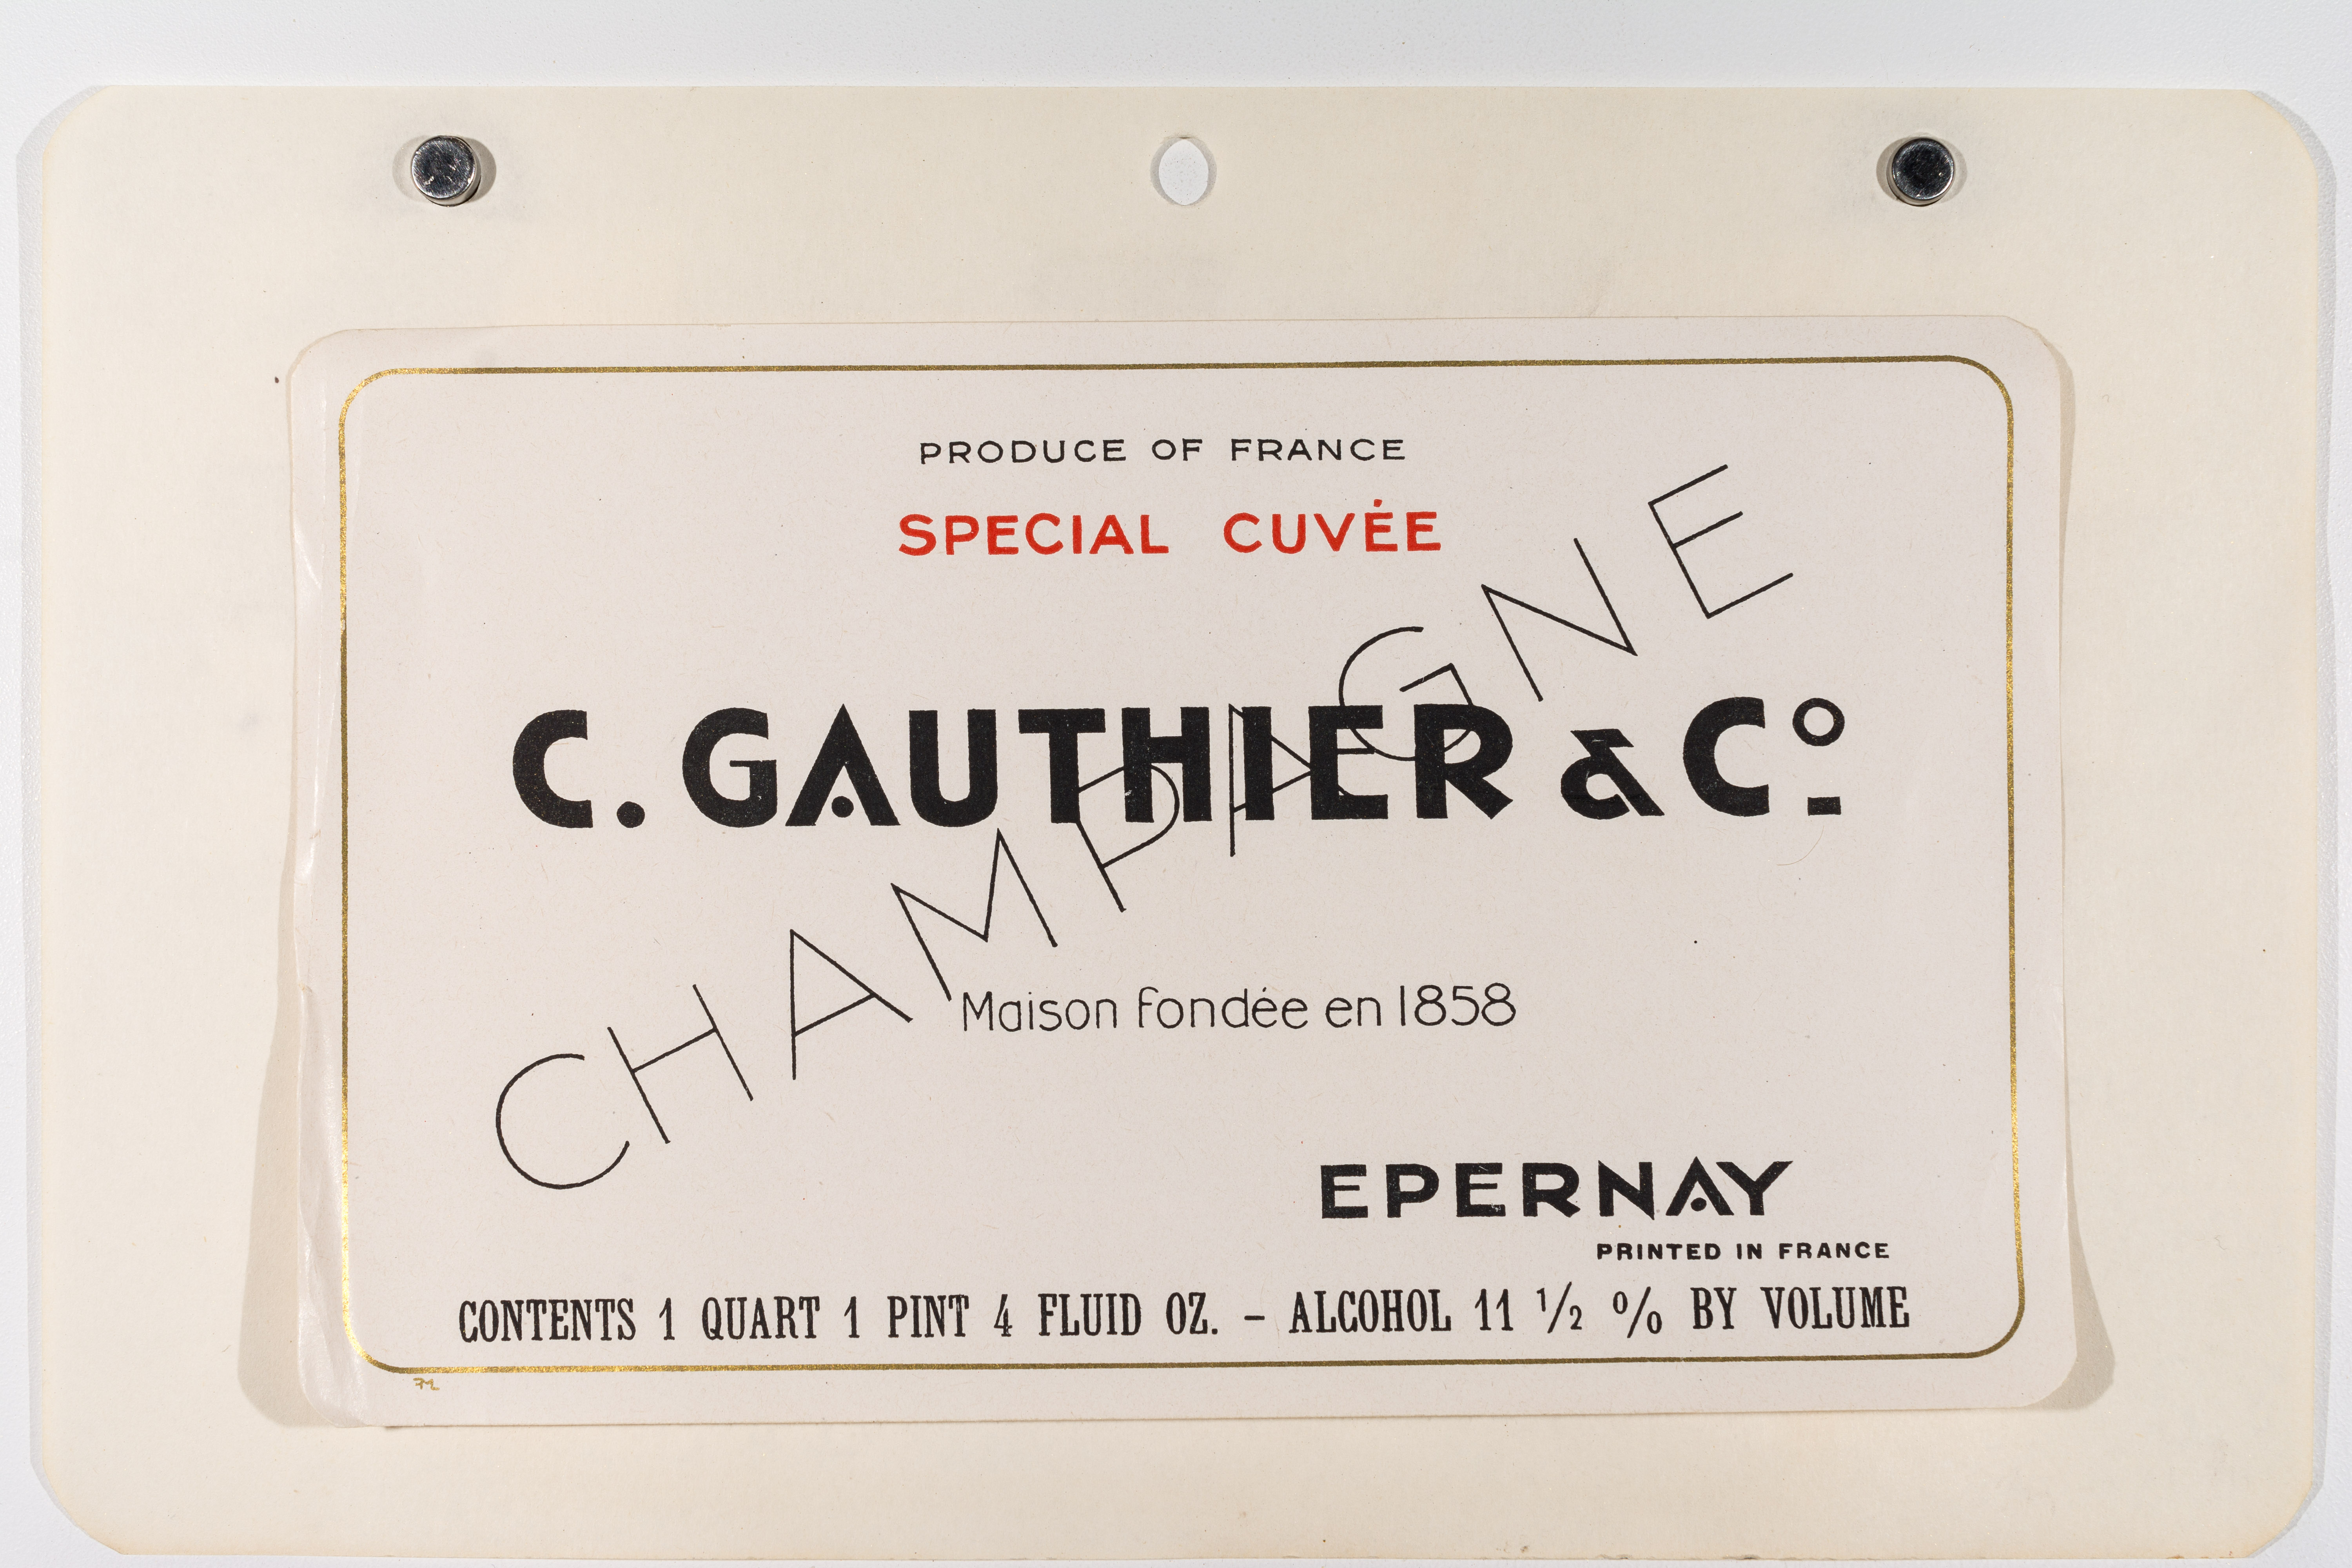 PRODUCE OF FRANCE
SPECIAL CUVÉE
CHAMPAGNE
C. GAUTHIER & Cº
Maison fondée en 1858
EPERNAY
PRINTED IN FRANCE
CONTENTS 1 QUART 1 PINT 4 FLUID OZ. – ALCOHOL 11 ½ % BY VOLUME